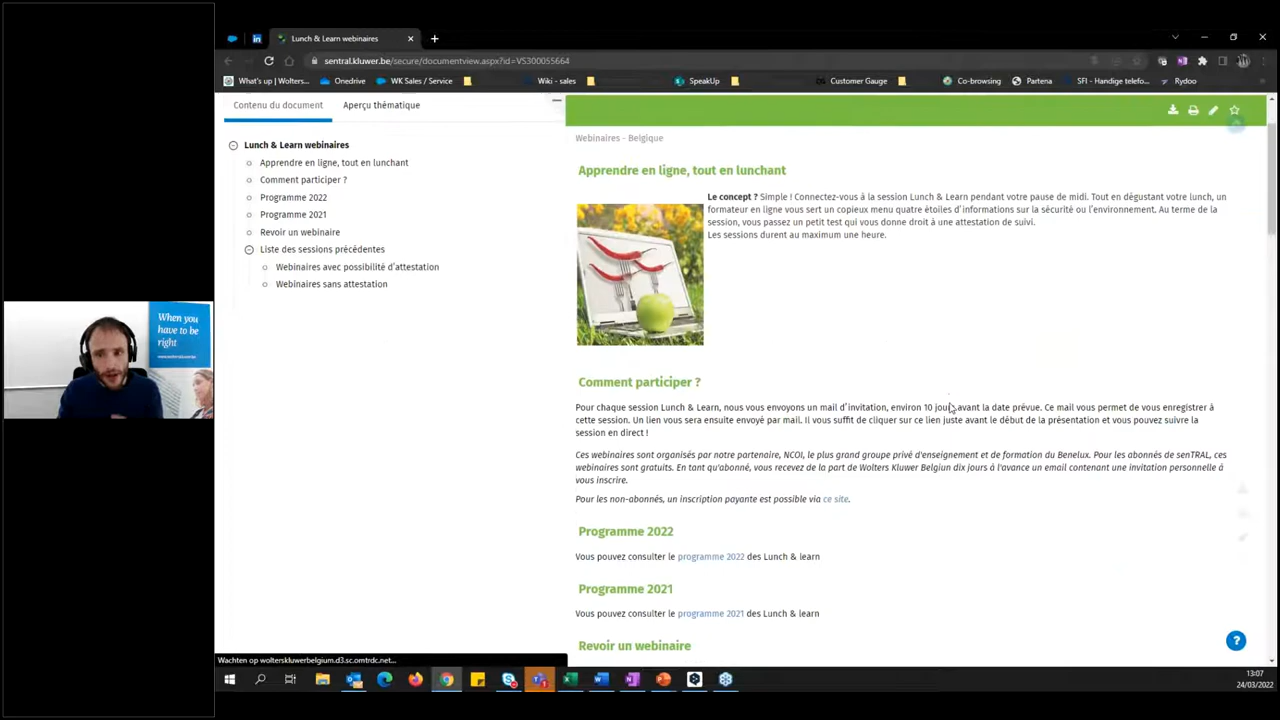 Lunch & Learn webinaires
sentral.kluwer.be/secure/documentview.aspx?id=VS300055664
What's up | Wolters...
Onedrive
WK Sales / Service
Wiki - sales
SpeakUp
Customer Gauge
Co-browsing
Partena
SFI - Handige telefo...
Rydoo
Contenu du document
Aperçu thématique
Lunch & Learn webinaires
Apprendre en ligne, tout en lunchant
Comment participer ?
Programme 2022
Programme 2021
Revoir un webinaire
Liste des sessions précédentes
Webinaires avec possibilité d'attestation
Webinaires sans attestation
Webinaires - Belgique
Apprendre en ligne, tout en lunchant
Le concept ? Simple ! Connectez-vous à la session Lunch & Learn pendant votre pause de midi. Tout en dégustant votre lunch, un
formateur en ligne vous sert un copieux menu quatre étoiles d'informations sur la sécurité ou l'environnement. Au terme de la
session, vous passez un petit test qui vous donne droit à une attestation de suivi.
Les sessions durent au maximum une heure.
Comment participer ?
Pour chaque session Lunch & Learn, nous vous envoyons un mail d'invitation, environ 10 jours avant la date prévue. Ce mail vous permet de vous enregistrer à
cette session. Un lien vous sera ensuite envoyé par mail. Il vous suffit de cliquer sur ce lien juste avant le début de la présentation et vous pouvez suivre la
session en direct !
Ces webinaires sont organisés par notre partenaire, NCOI, le plus grand groupe privé d'enseignement et de formation du Benelux. Pour les abonnés de senTRAL, ces
webinaires sont gratuits. En tant qu'abonné, vous recevez de la part de Wolters Kluwer Belgiun dix jours à l'avance un email contenant une invitation personnelle à
vous inscrire.
Pour les non-abonnés, un inscription payante est possible via ce site.
Programme 2022
Vous pouvez consulter le programme 2022 des Lunch & learn
Programme 2021
Vous pouvez consulter le programme 2021 des Lunch & learn
Revoir un webinaire
When you
have to be
right
Wachten op wolterskluwerbelgium.d3.sc.omtrdc.net...
13:07
24/03/2022